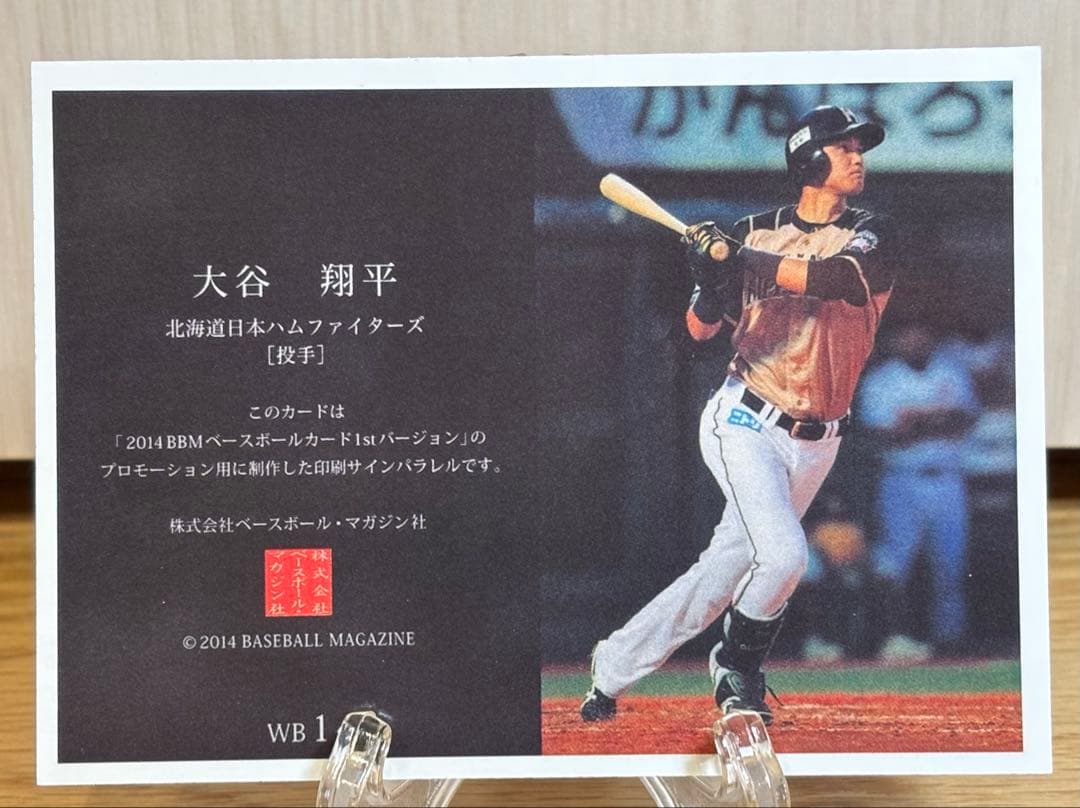 大谷　翔平
北海道日本ハムファイターズ
［投手］
このカードは
「2014 BBMベースボールカード1stバージョン」の
プロモーション用に制作した印刷サインパラレルです。
株式会社ベースボール・マガジン社
株式会社
ベースボール・
マガジン社
© 2014 BASEBALL MAGAZINE
WB 1
がんばろう